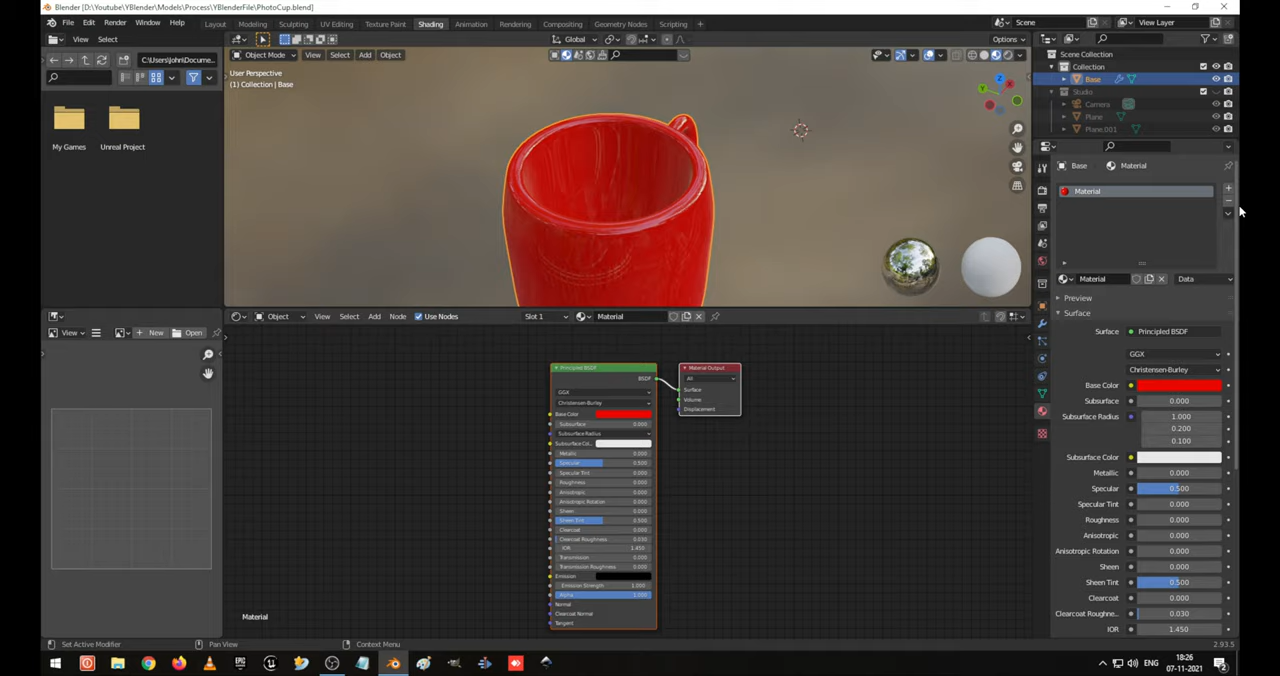 Blender [D:\Youtube\YBlender\Models\Process\YBlenderFile\PhotoCup.blend]
File Edit Render Window Help Layout Modeling Sculpting UV Editing Texture Paint Shading Animation Rendering Compositing Geometry Nodes Scripting + Scene View Layer
View Select C:\Users\john\Docume... Object Mode View Select Add Object Global Options
User Perspective
(1) Collection | Base
My Games Unreal Project
Scene Collection
Collection
Base
Studio
Camera
Plane
Plane.001
Base Material
Material
Material Data
Preview
Surface
Surface Principled BSDF
GGX
Christensen-Burley
Base Color
Subsurface 0.000
Subsurface Radius 1.000
0.200
0.100
Subsurface Color
Metallic 0.000
Specular 0.500
Specular Tint 0.000
Roughness 0.000
Anisotropic 0.000
Anisotropic Rotation 0.000
Sheen 0.000
Sheen Tint 0.500
Clearcoat 0.000
Clearcoat Roughne... 0.030
IOR 1.450
View New Open Object View Select Add Node Use Nodes Slot 1 Material
Principled BSDF
BSDF
GGX
Christensen-Burley
Base Color
Subsurface 0.000
Subsurface Radius
Subsurface Col...
Metallic 0.000
Specular 0.500
Specular Tint 0.000
Roughness 0.000
Anisotropic 0.000
Anisotropic Rotation 0.000
Sheen 0.000
Sheen Tint 0.500
Clearcoat 0.000
Clearcoat Roughness 0.030
IOR 1.450
Transmission 0.000
Transmission Roughness 0.000
Emission
Emission Strength 1.000
Alpha 1.000
Normal
Clearcoat Normal
Tangent
Material Output
All
Surface
Volume
Displacement
Material
Set Active Modifier Pan View Context Menu 2.93.5
ENG 18:26
07-11-2021